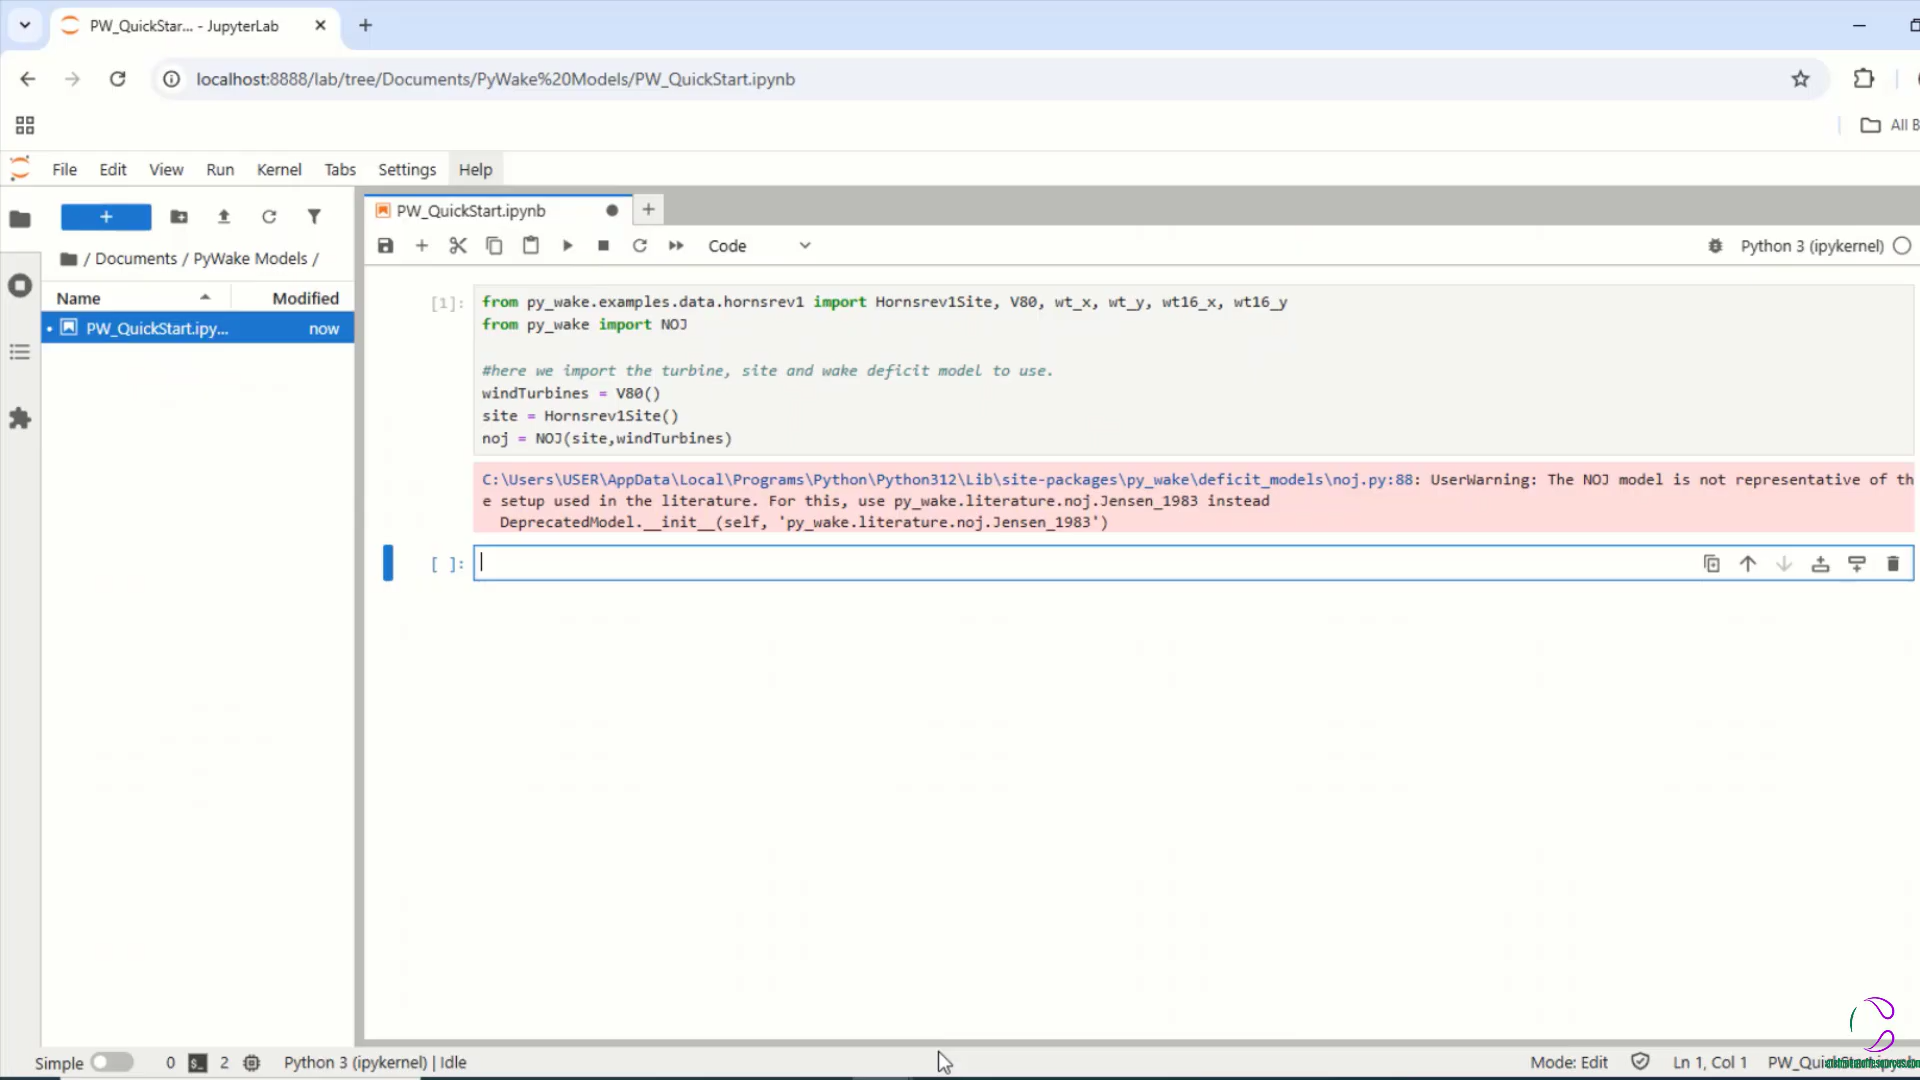 PW_QuickStar... - JupyterLab
localhost:8888/lab/tree/Documents/PyWake%20Models/PW_QuickStart.ipynb
All B
File Edit View Run Kernel Tabs Settings Help
PW_QuickStart.ipynb
Code
Python 3 (ipykernel)
/ Documents / PyWake Models /
Name Modified
PW_QuickStart.ipy... now
[1]: from py_wake.examples.data.hornsrev1 import Hornsrev1Site, V80, wt_x, wt_y, wt16_x, wt16_y
from py_wake import NOJ
#here we import the turbine, site and wake deficit model to use.
windTurbines = V80()
site = Hornsrev1Site()
noj = NOJ(site,windTurbines)
C:\Users\USER\AppData\Local\Programs\Python\Python312\Lib\site-packages\py_wake\deficit_models\noj.py:88: UserWarning: The NOJ model is not representative of th
e setup used in the literature. For this, use py_wake.literature.noj.Jensen_1983 instead
DeprecatedModel.__init__(self, 'py_wake.literature.noj.Jensen_1983')
[ ]:
Simple 0 2 Python 3 (ipykernel) | Idle
Mode: Edit Ln 1, Col 1